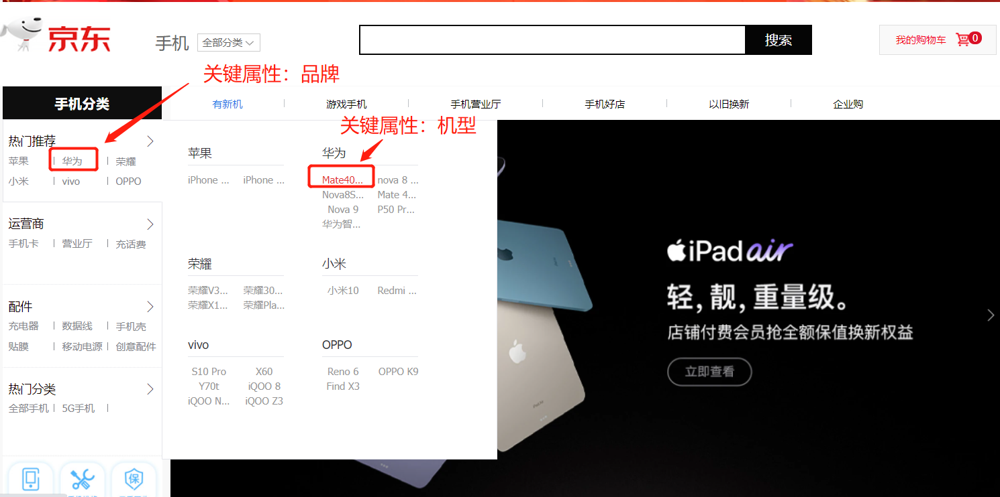 京东
手机 全部分类
搜索
我的购物车 0
关键属性：品牌
手机分类
有新机 游戏手机 手机营业厅 手机好店 以旧换新 企业购
关键属性：机型
热门推荐
苹果 华为 荣耀
小米 vivo OPPO
运营商
手机卡 营业厅 充话费
配件
充电器 数据线 手机壳
贴膜 移动电源 创意配件
热门分类
全部手机 5G手机
保
苹果
iPhone ... iPhone ...
华为
Mate40... nova 8 ...
Nova8S... Mate 4...
Nova 9 P50 Pr...
华为智...
荣耀
荣耀V3... 荣耀30...
荣耀X1... 荣耀Pla...
小米
小米10 Redmi ...
vivo
S10 Pro X60
Y70t iQOO 8
iQOO N... iQOO Z3
OPPO
Reno 6 OPPO K9
Find X3
iPad air
轻，靓，重量级。
店铺付费会员抢全额保值换新权益
立即查看